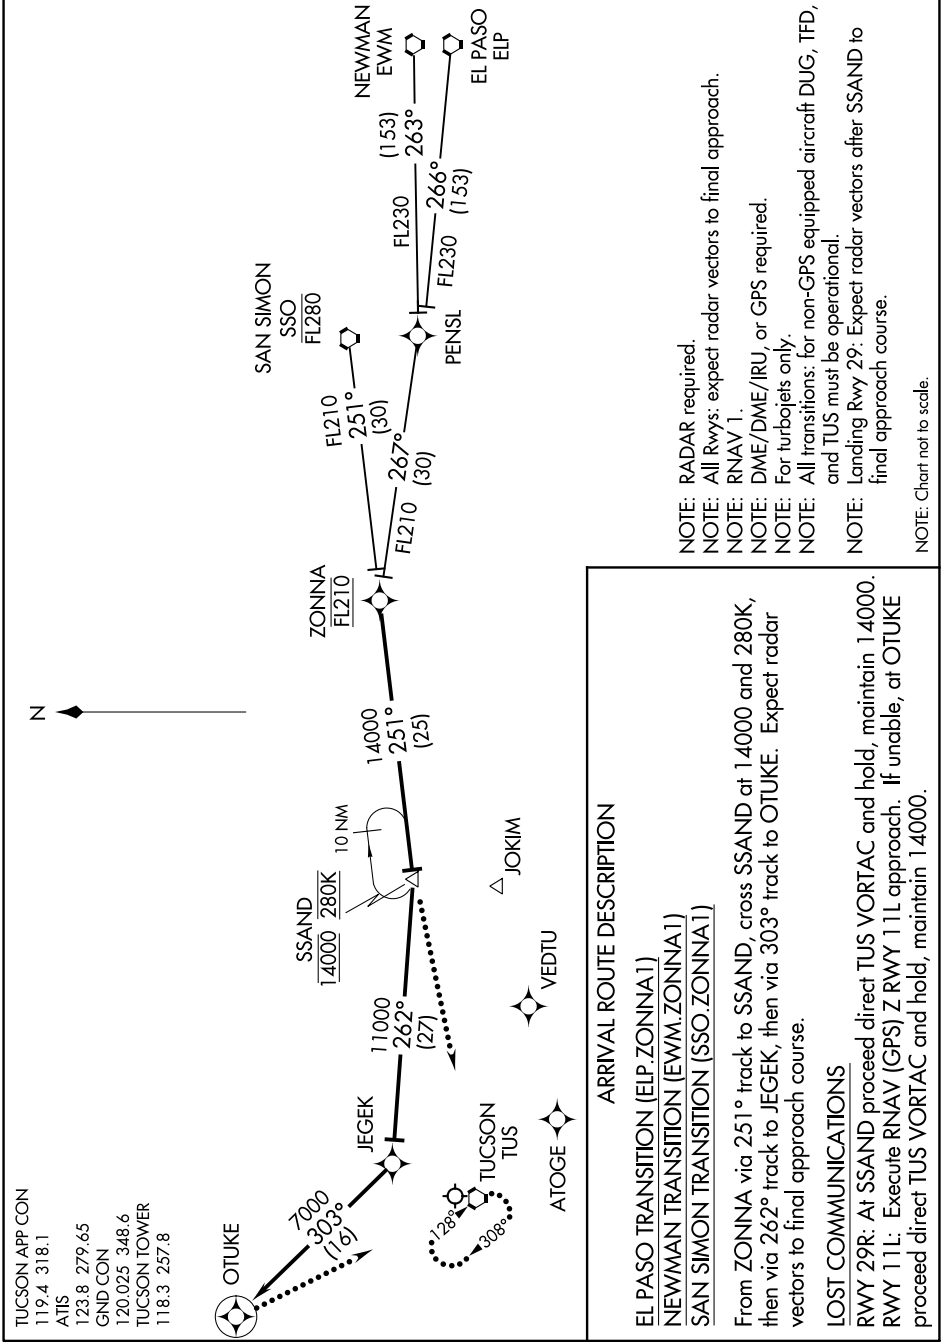 TUCSON APP CON
119.4 318.1
ATIS
123.8 279.65
GND CON
120.025 348.6
TUCSON TOWER
118.3 257.8
N
OTUKE
7000
303°
(16)
JEGEK
11000
262°
(27)
SSAND
14000 280K
10 NM
14000
251°
(25)
ZONNA
FL210
FL210
251°
(30)
SAN SIMON
SSO
FL280
FL210
267°
(30)
PENSL
FL230
(153)
263°
NEWMAN
EWM
FL230
266°
(153)
EL PASO
ELP
TUCSON
TUS
128°
308°
ATOGE
VEDTU
JOKIM
ARRIVAL ROUTE DESCRIPTION
EL PASO TRANSITION (ELP.ZONNA1)
NEWMAN TRANSITION (EWM.ZONNA1)
SAN SIMON TRANSITION (SSO.ZONNA1)
From ZONNA via 251° track to SSAND, cross SSAND at 14000 and 280K,
then via 262° track to JEGEK, then via 303° track to OTUKE. Expect radar
vectors to final approach course.
LOST COMMUNICATIONS
RWY 29R: At SSAND proceed direct TUS VORTAC and hold, maintain 14000.
RWY 11L: Execute RNAV (GPS) Z RWY 11L approach. If unable, at OTUKE
proceed direct TUS VORTAC and hold, maintain 14000.
NOTE: RADAR required.
NOTE: All Rwys: expect radar vectors to final approach.
NOTE: RNAV 1.
NOTE: DME/DME/IRU, or GPS required.
NOTE: For turbojets only.
NOTE: All transitions: for non-GPS equipped aircraft DUG, TFD,
and TUS must be operational.
NOTE: Landing Rwy 29: Expect radar vectors after SSAND to
final approach course.
NOTE: Chart not to scale.